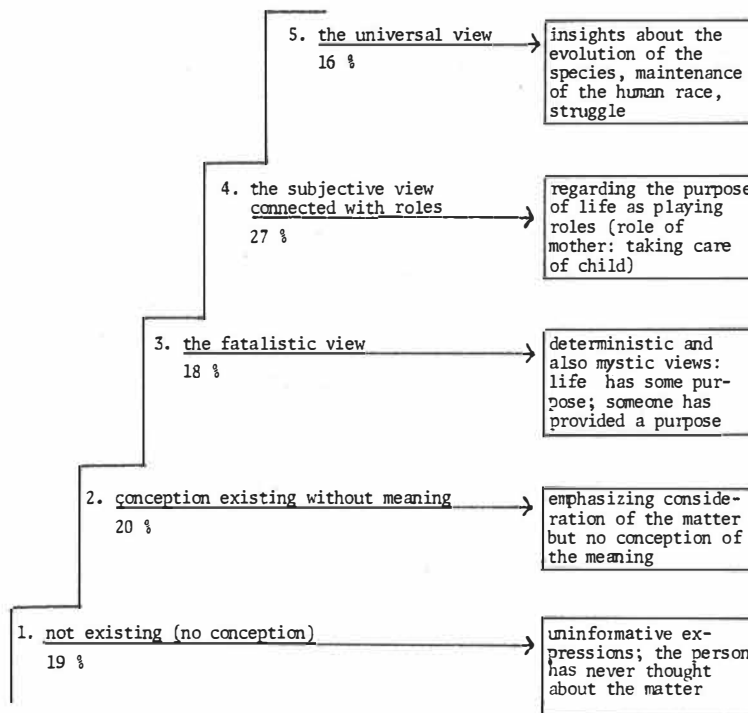 5. the universal view
16 %
insights about the
evolution of the
species, maintenance
of the human race,
struggle
4. the subjective view
connected with roles
27 %
regarding the purpose
of life as playing
roles (role of
mother: taking care
of child)
3. the fatalistic view
18 %
deterministic and
also mystic views:
life has some pur-
pose; someone has
provided a purpose
2. conception existing without meaning
20 %
emphasizing conside-
ration of the matter
but no conception of
the meaning
1. not existing (no conception)
19 %
uninformative ex-
pressions; the person
has never thought
about the matter